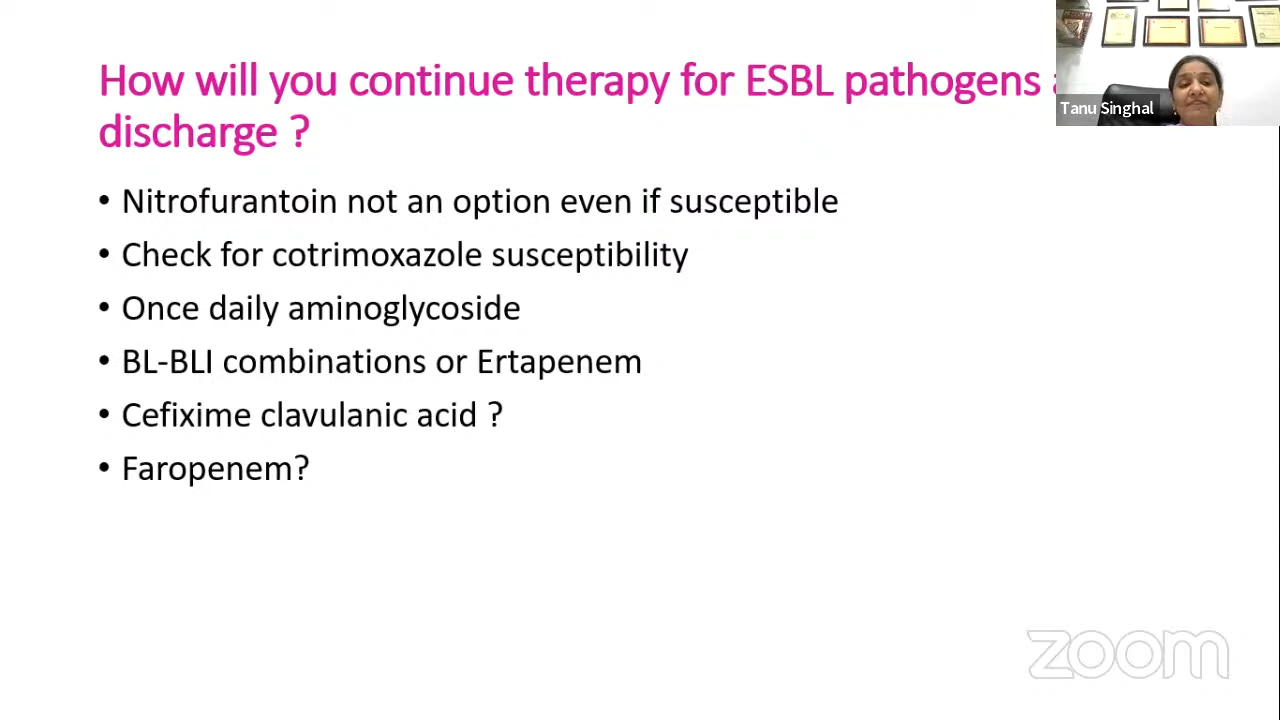 How will you continue therapy for ESBL pathogens
discharge ?
• Nitrofurantoin not an option even if susceptible
• Check for cotrimoxazole susceptibility
• Once daily aminoglycoside
• BL-BLI combinations or Ertapenem
• Cefixime clavulanic acid ?
• Faropenem?
Tanu Singhal
zoom